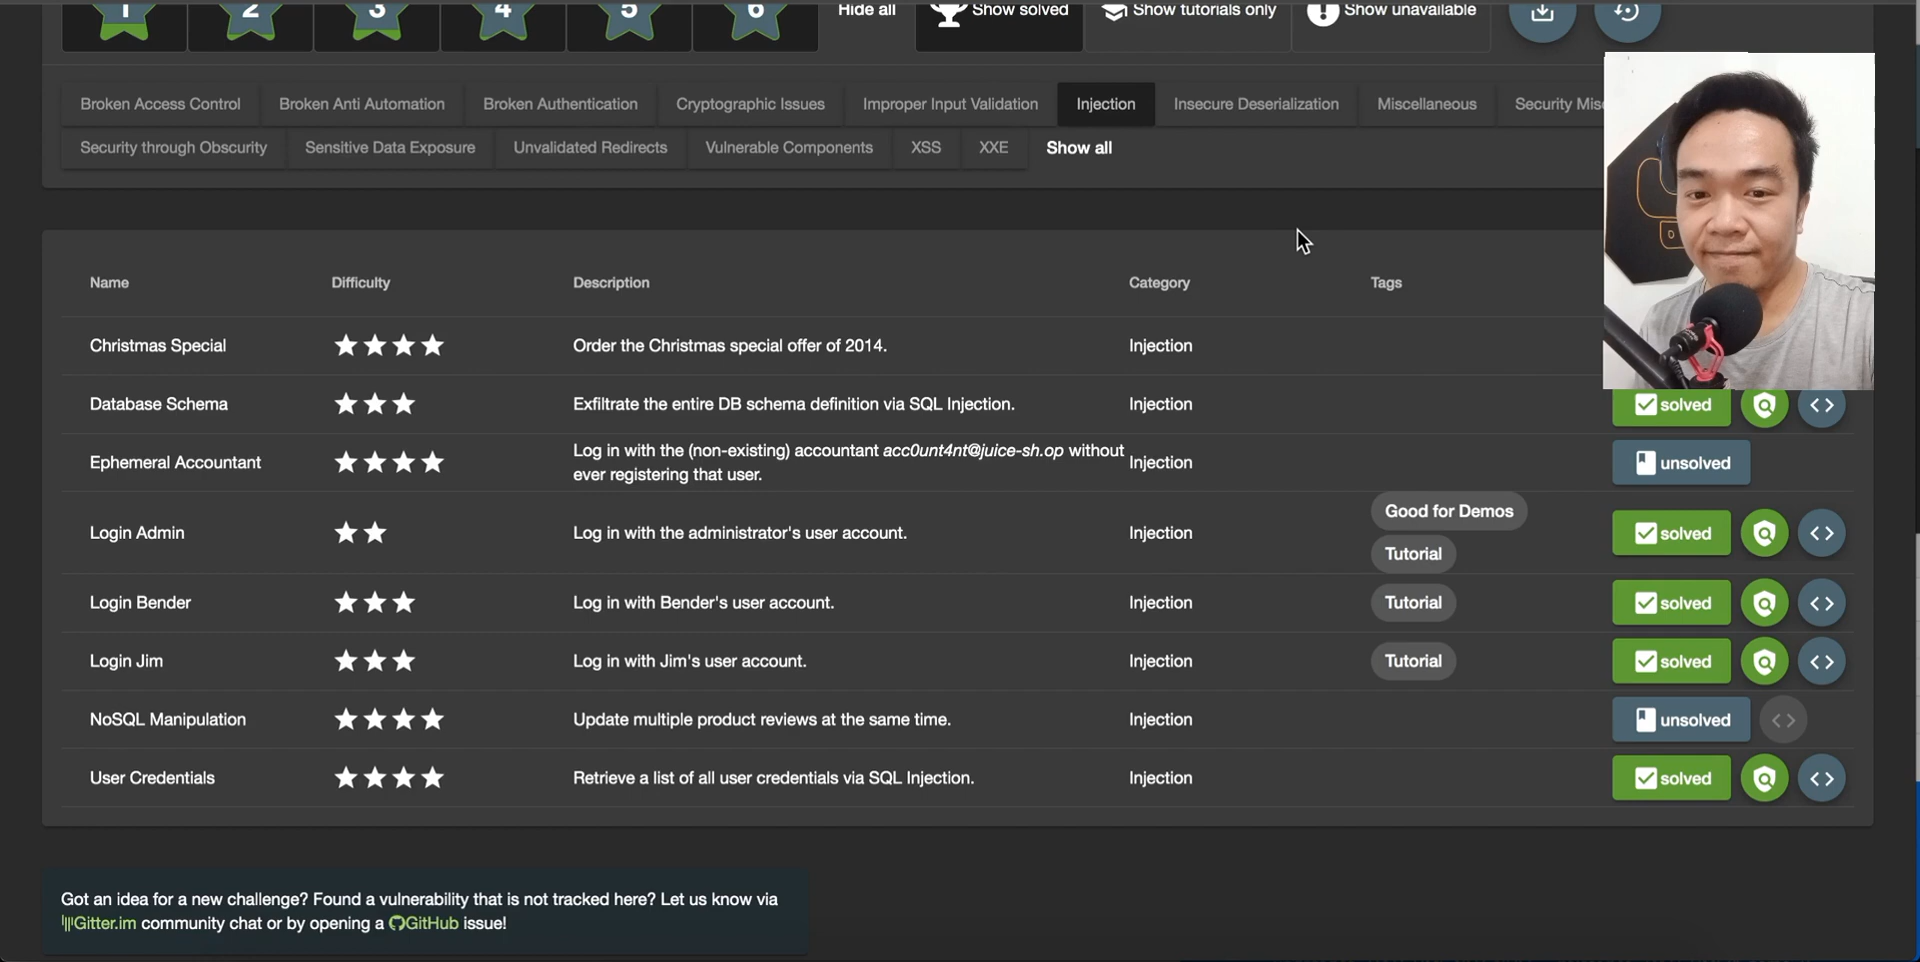 1 2 3 4 5 6 Hide all Show solved Show tutorials only Show unavailable
Broken Access Control Broken Anti Automation Broken Authentication Cryptographic Issues Improper Input Validation Injection Insecure Deserialization Miscellaneous Security
Security through Obscurity Sensitive Data Exposure Unvalidated Redirects Vulnerable Components XSS XXE Show all
Name Difficulty Description Category Tags
Christmas Special Order the Christmas special offer of 2014. Injection
Database Schema Exfiltrate the entire DB schema definition via SQL Injection. Injection solved
Ephemeral Accountant Log in with the (non-existing) accountant acc0unt4nt@juice-sh.op without
ever registering that user. Injection unsolved
Login Admin Log in with the administrator's user account. Injection Good for Demos
Tutorial solved
Login Bender Log in with Bender's user account. Injection Tutorial solved
Login Jim Log in with Jim's user account. Injection Tutorial solved
NoSQL Manipulation Update multiple product reviews at the same time. Injection unsolved
User Credentials Retrieve a list of all user credentials via SQL Injection. Injection solved
Got an idea for a new challenge? Found a vulnerability that is not tracked here? Let us know via
Gitter.im community chat or by opening a GitHub issue!